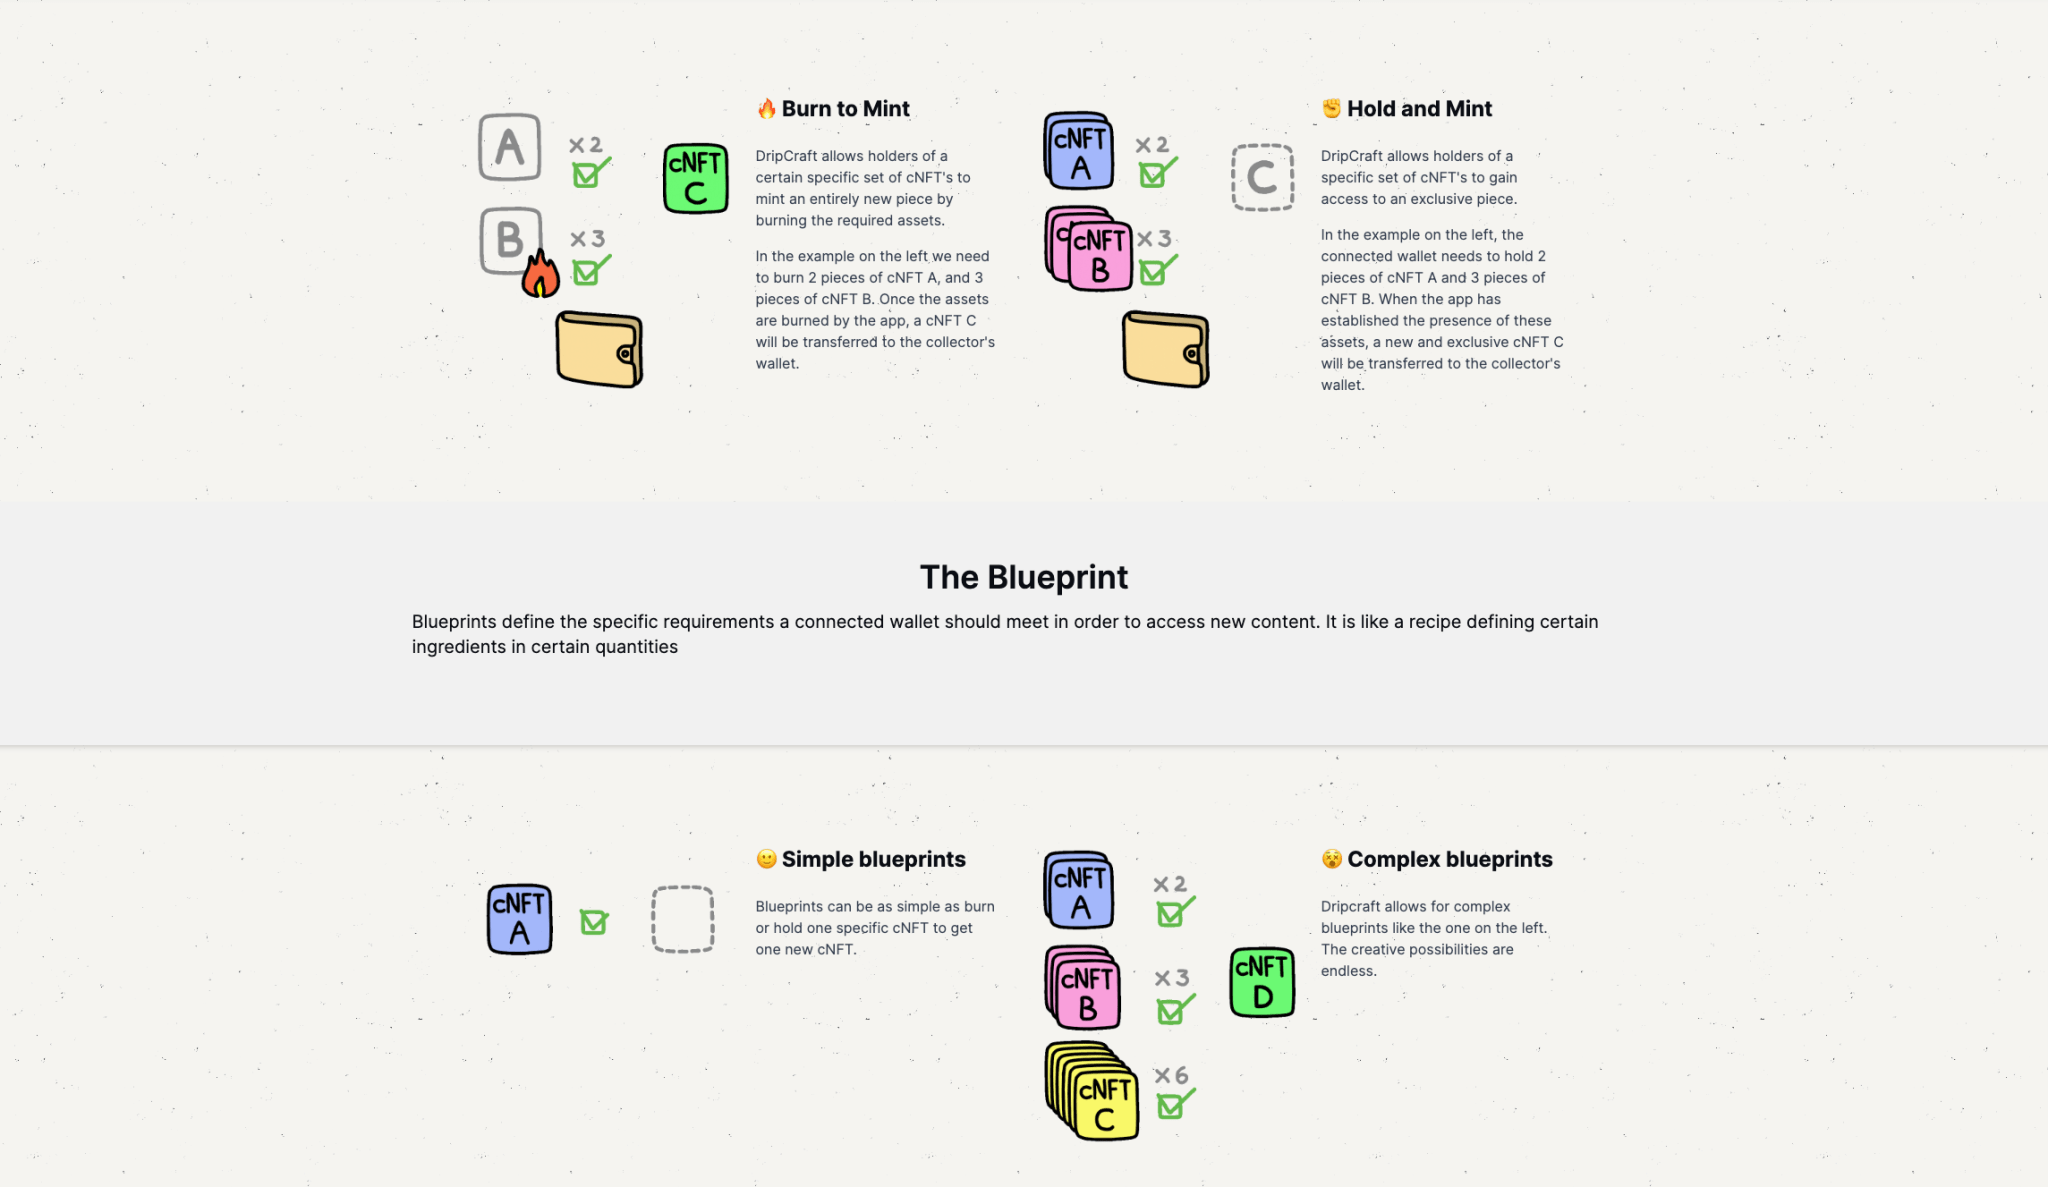 A
×2
B
×3
cNFT
C
🔥 Burn to Mint
DripCraft allows holders of a
certain specific set of cNFT's to
mint an entirely new piece by
burning the required assets.
In the example on the left we need
to burn 2 pieces of cNFT A, and 3
pieces of cNFT B. Once the assets
are burned by the app, a cNFT C
will be transferred to the collector's
wallet.
cNFT
A
×2
c
cNFT
B
×3
C
✊ Hold and Mint
DripCraft allows holders of a
specific set of cNFT's to gain
access to an exclusive piece.
In the example on the left, the
connected wallet needs to hold 2
pieces of cNFT A and 3 pieces of
cNFT B. When the app has
established the presence of these
assets, a new and exclusive cNFT C
will be transferred to the collector's
wallet.
The Blueprint
Blueprints define the specific requirements a connected wallet should meet in order to access new content. It is like a recipe defining certain
ingredients in certain quantities
cNFT
A
🙂 Simple blueprints
Blueprints can be as simple as burn
or hold one specific cNFT to get
one new cNFT.
cNFT
A
×2
cNFT
B
×3
cNFT
C
×6
cNFT
D
😵 Complex blueprints
Dripcraft allows for complex
blueprints like the one on the left.
The creative possibilities are
endless.